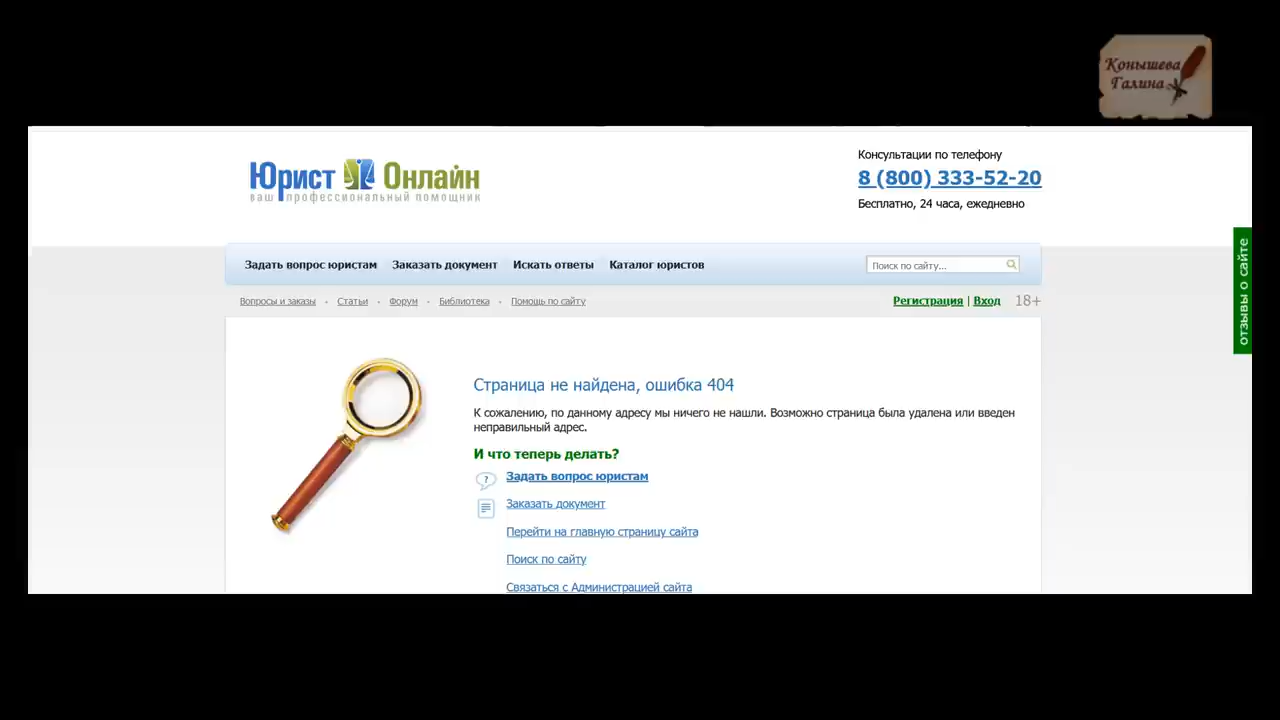 Конышева
Галина
Юрист Онлайн
ваш профессиональный помощник
Консультации по телефону
8 (800) 333-52-20
Бесплатно, 24 часа, ежедневно
Задать вопрос юристам Заказать документ Искать ответы Каталог юристов
Поиск по сайту...
Вопросы и заказы Статьи Форум Библиотека Помощь по сайту
Регистрация | Вход 18+
отзывы о сайте
Страница не найдена, ошибка 404
К сожалению, по данному адресу мы ничего не нашли. Возможно страница была удалена или введен
неправильный адрес.
И что теперь делать?
? Задать вопрос юристам
Заказать документ
Перейти на главную страницу сайта
Поиск по сайту
Связаться с Администрацией сайта